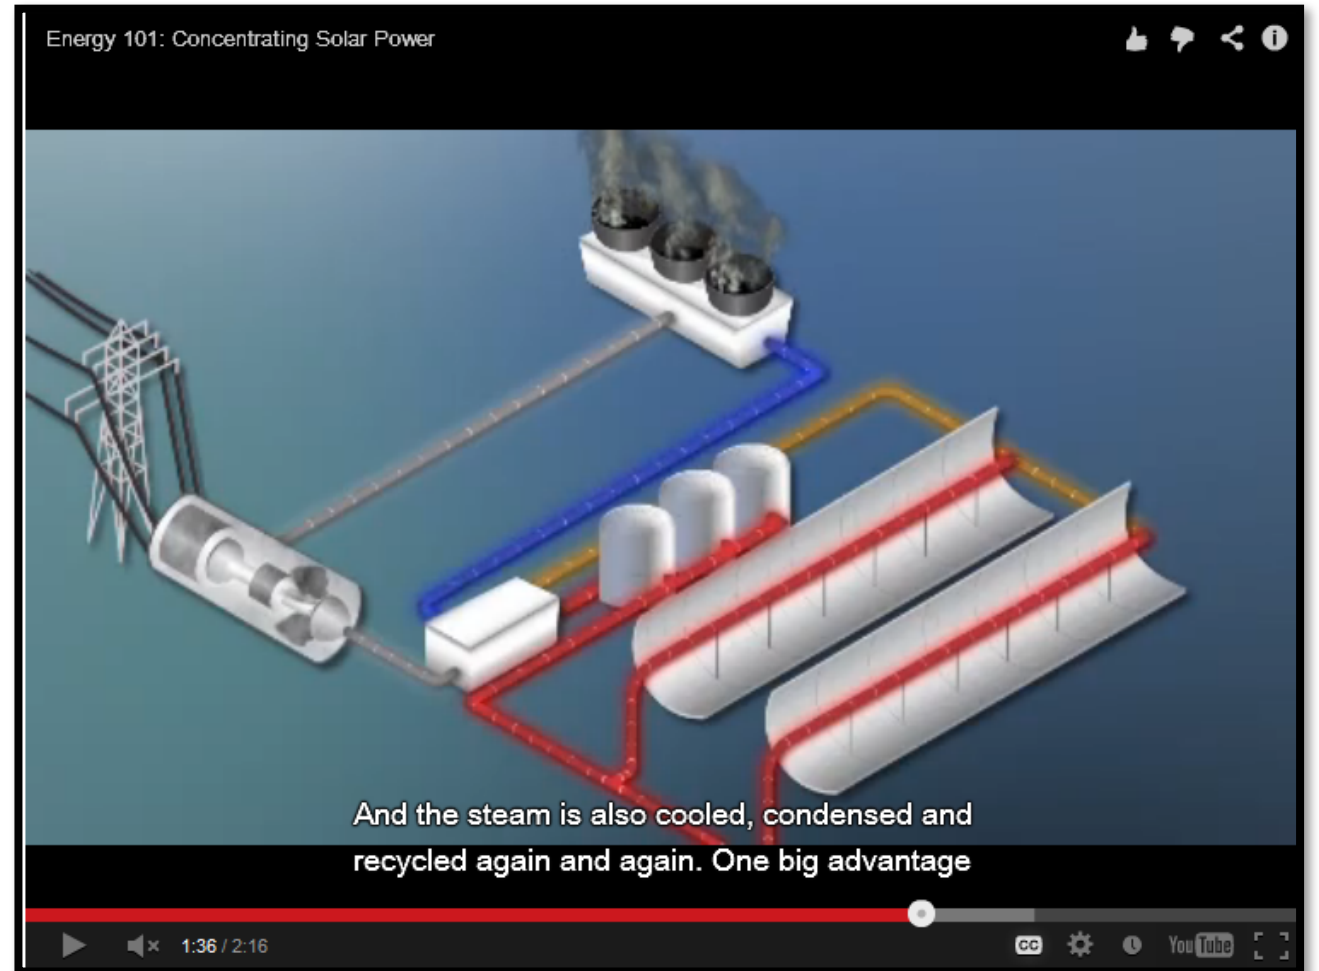 Energy 101: Concentrating Solar Power
And the steam is also cooled, condensed and
recycled again and again. One big advantage
1:36 / 2:16
CC
YouTube